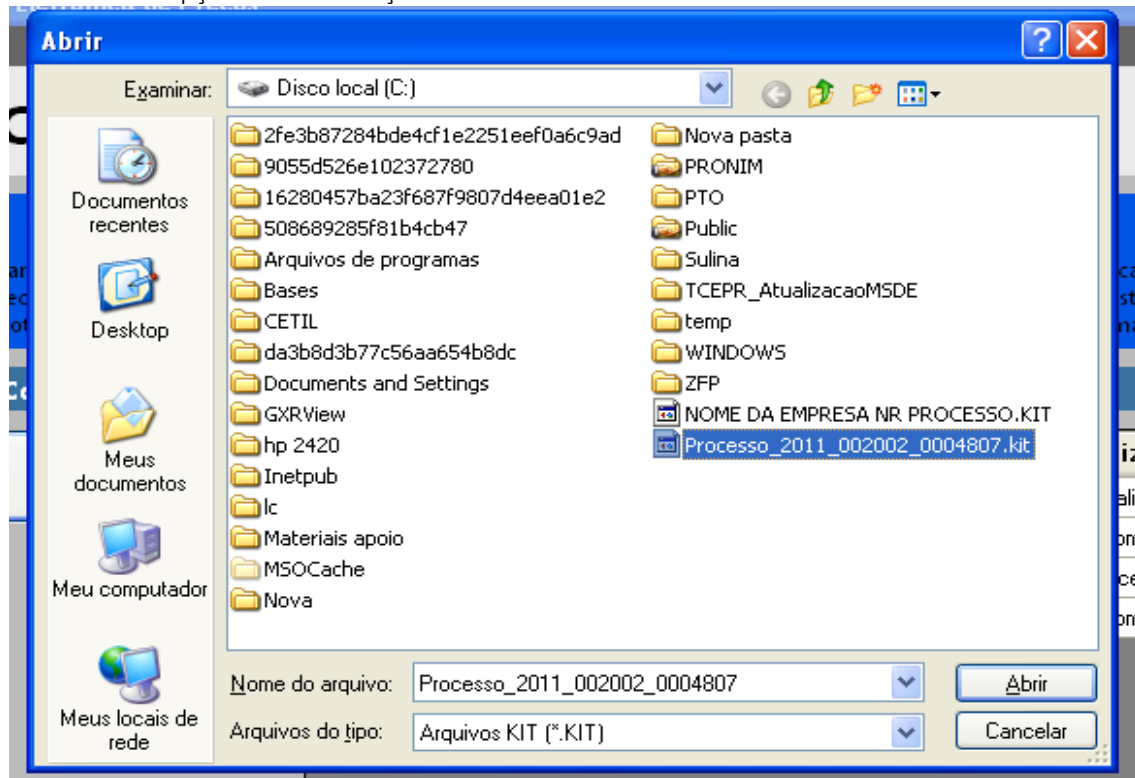 Abrir
Examinar:
Disco local (C:)
Documentos
recentes
Desktop
Meus
documentos
Meu computador
Meus locais de
rede
2fe3b87284bde4cf1e2251eef0a6c9ad
9055d526e102372780
16280457ba23f687f9807d4eea01e2
508689285f81b4cb47
Arquivos de programas
Bases
CETIL
da3b8d3b77c56aa654b8dc
Documents and Settings
GXRView
hp 2420
Inetpub
lc
Materiais apoio
MSOCache
Nova
Nova pasta
PRONIM
PTO
Public
Sulina
TCEPR_AtualizacaoMSDE
temp
WINDOWS
ZFP
NOME DA EMPRESA NR PROCESSO.KIT
Processo_2011_002002_0004807.kit
Nome do arquivo:
Processo_2011_002002_0004807
Abrir
Arquivos do tipo:
Arquivos KIT (*.KIT)
Cancelar